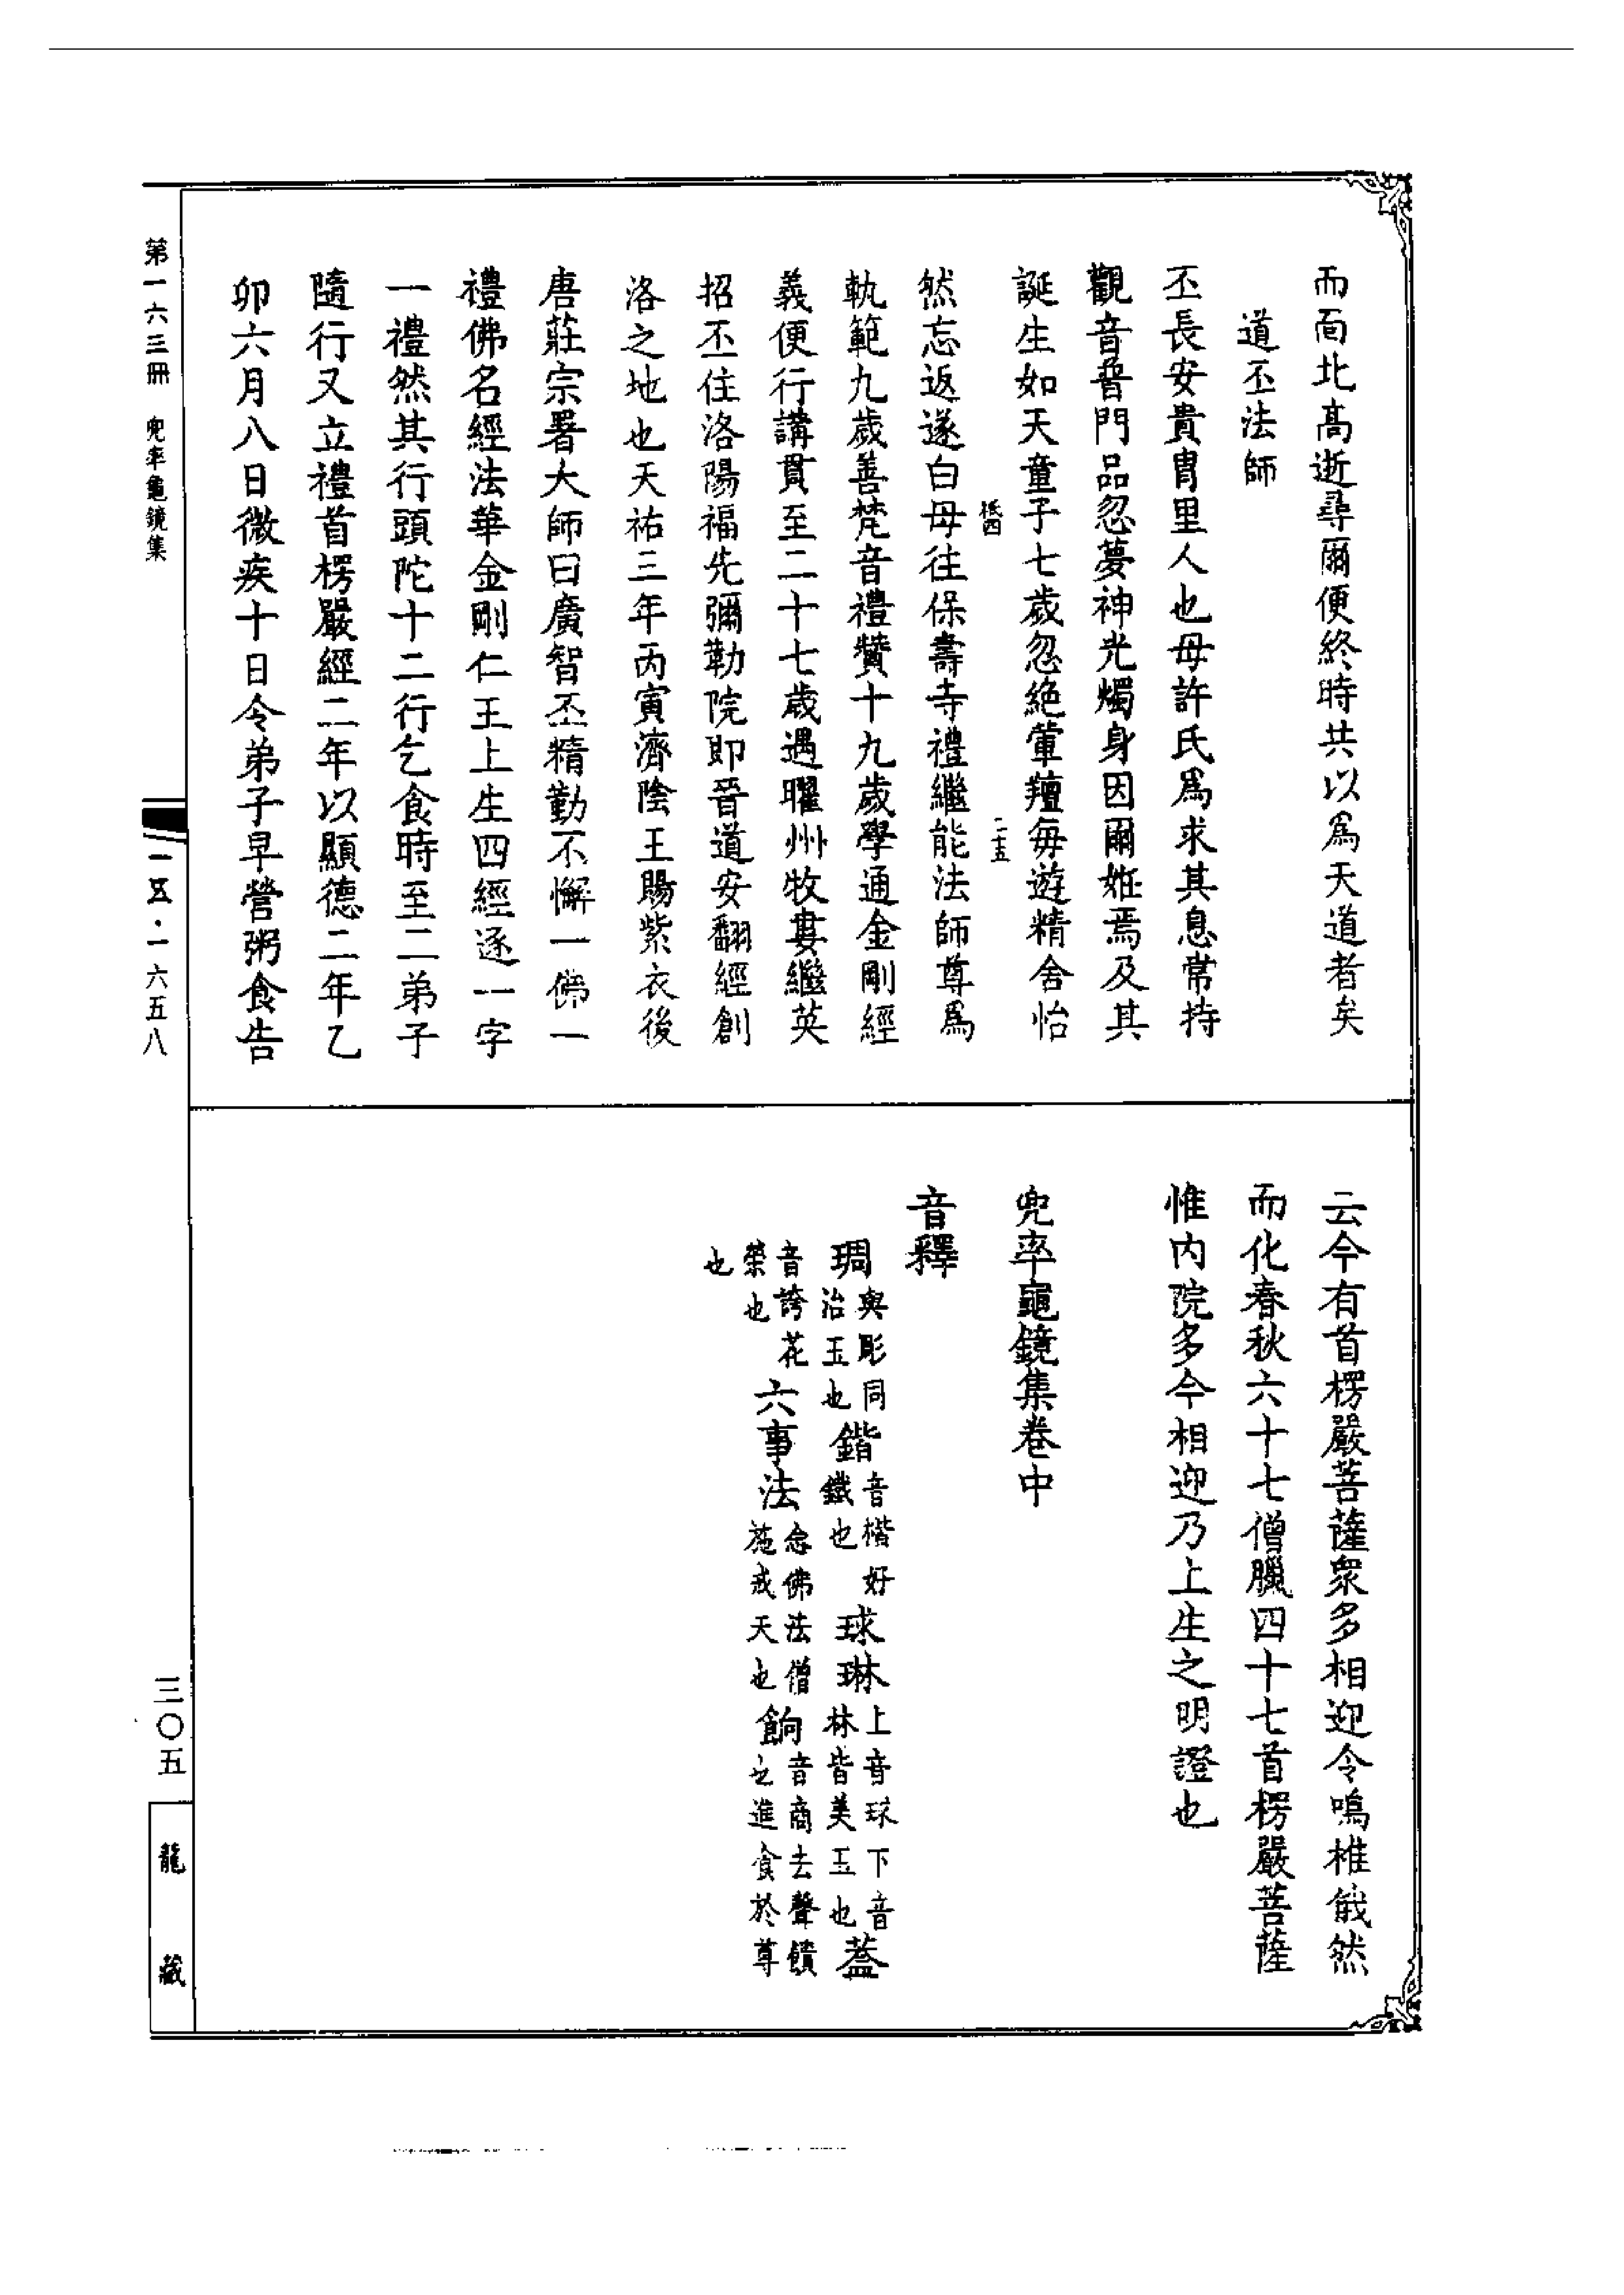 而面北高逝尋爾便終時共以為天道者矣
道丕法師
丕長安貴胄里人也母許氏為求其息常持
觀音普門品忽夢神光燭身因爾姙焉及其
誕生如天童子七歲忽絶葷羶每遊精舍怡
二十五
然忘返遂白母往保壽寺禮繼能法師尊為
軌範九歲善梵音禮贊十九歲學通金剛經
義便行講貫至二十七歲遇曜州牧婁繼英
招丕住洛陽福先彌勒院即晉道安翻經創
洛之地也天祐三年丙寅濟陰王賜紫衣後
唐莊宗署大師曰廣智丕精勤不懈一佛一
禮佛名經法華金剛仁王上生四經逐一字
一禮然其行頭陀十二行乞食時至二弟子
隨行又立禮首楞嚴經二年以顯德二年乙
卯六月八日微疾十日令弟子早營粥食告
云今有首楞嚴菩薩衆多相迎令鳴椎俄然
而化春秋六十七僧臘四十七首楞嚴菩薩
惟內院多今相迎乃上生之明證也
兜率龜鏡集卷中
音釋
琱與彫同治玉也鍇音楷好鐵也球琳上音球下音林皆美玉也蕚
音誇花榮也六事法念佛法僧施戒天也餉音商去聲饋也進食於尊
也
第一六三冊 兜率龜鏡集
一五·一六五八
三〇五
龍藏